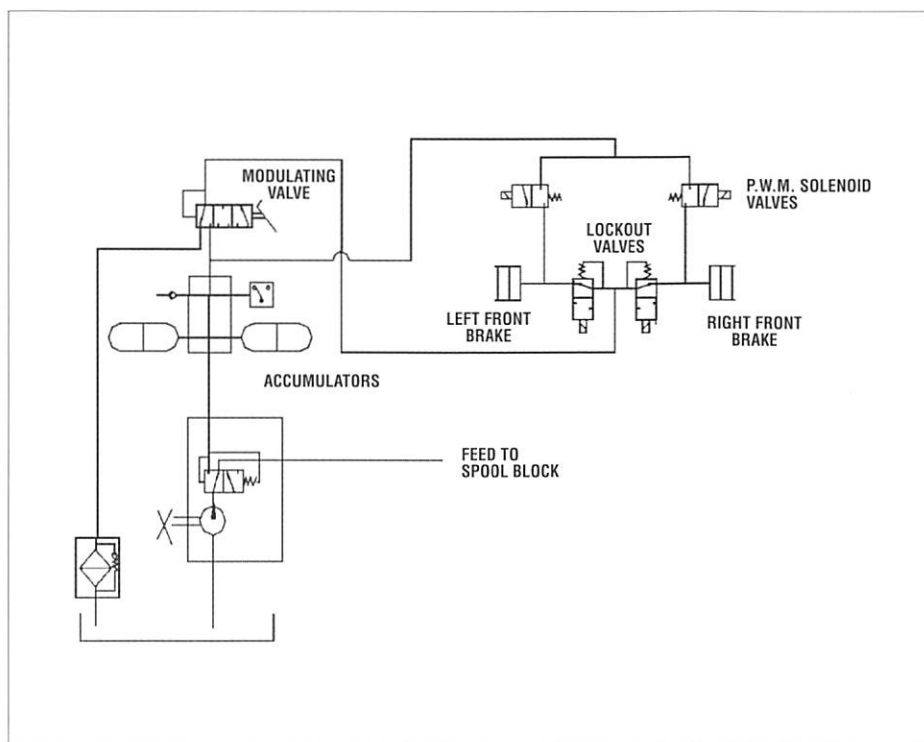 MODULATING
VALVE
P.W.M. SOLENOID
VALVES
LOCKOUT
VALVES
LEFT FRONT
BRAKE
RIGHT FRONT
BRAKE
ACCUMULATORS
FEED TO
SPOOL BLOCK